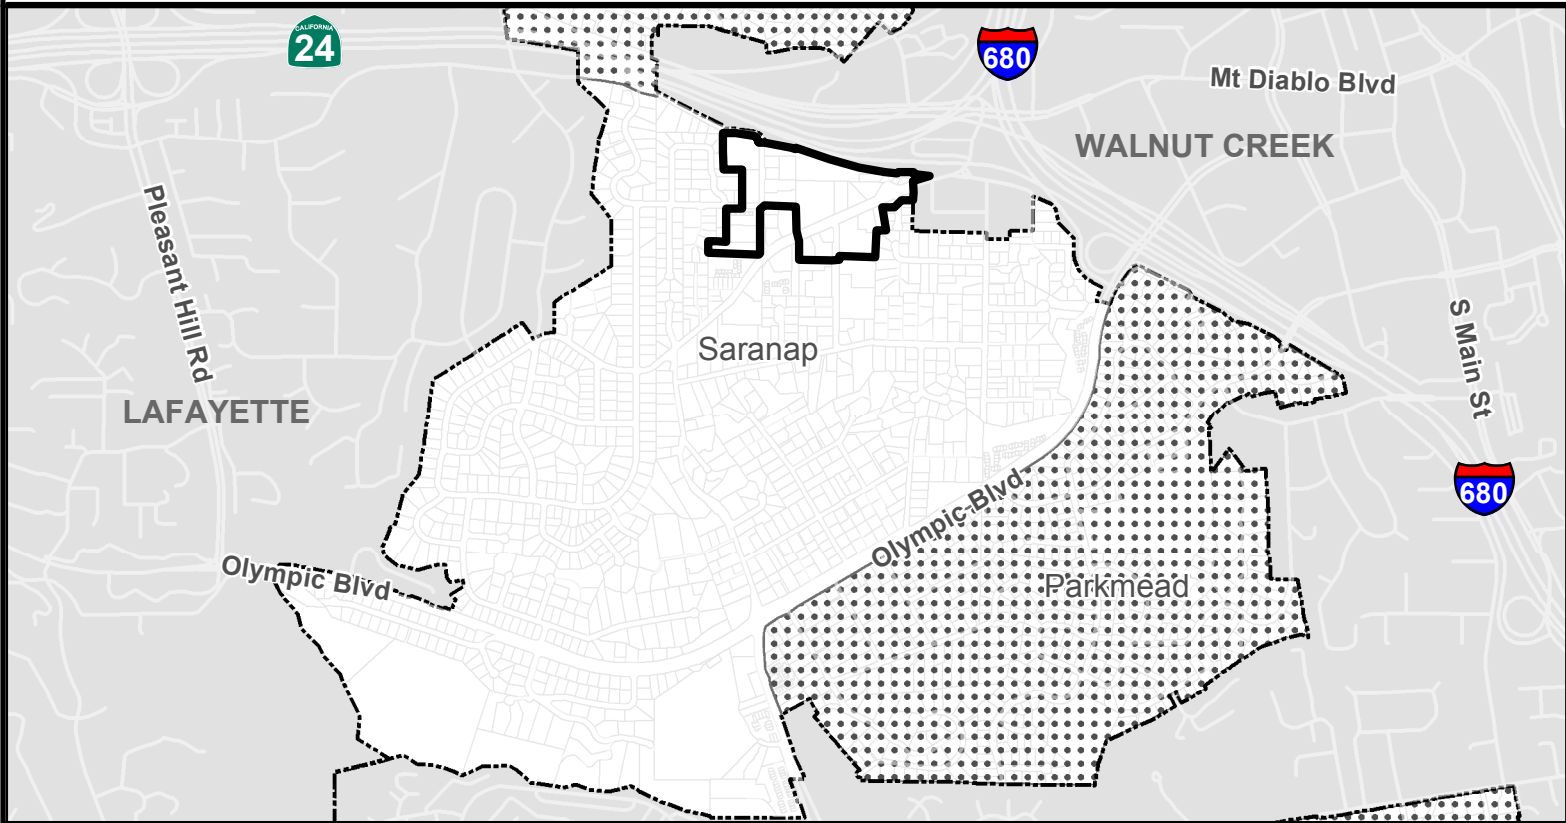 CALIFORNIA
24
680
Mt Diablo Blvd
WALNUT CREEK
Pleasant Hill Rd
S Main St
Saranap
LAFAYETTE
680
Olympic Blvd
Olympic Blvd
Parkmead